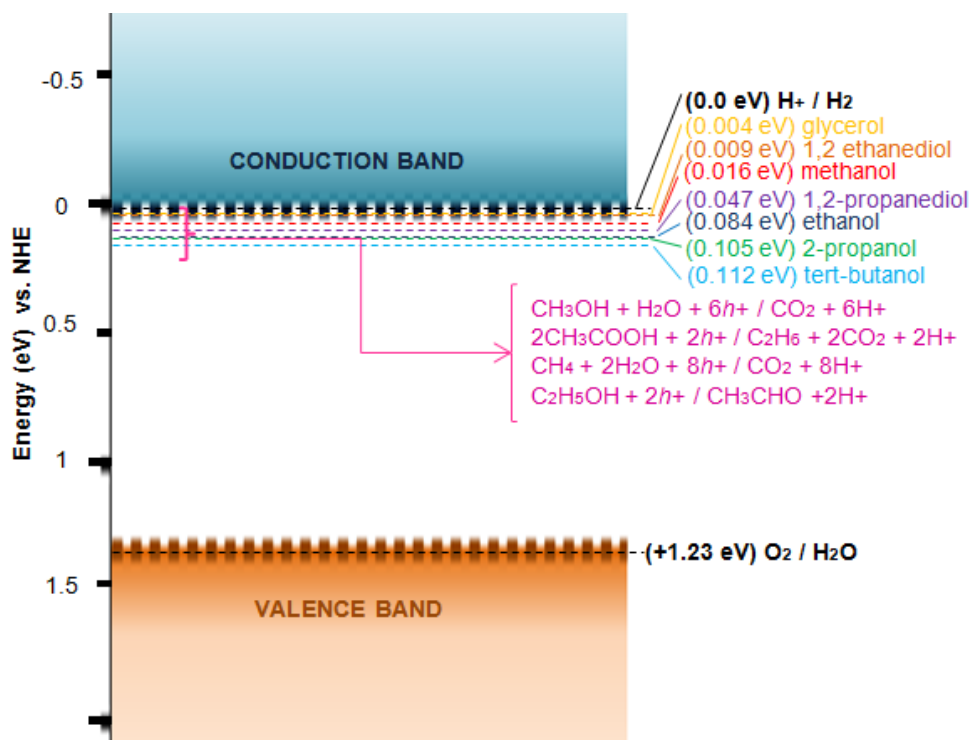 -0.5
CONDUCTION BAND
(0.0 eV) H+ / H2
(0.004 eV) glycerol
(0.009 eV) 1,2 ethanediol
(0.016 eV) methanol
(0.047 eV) 1,2-propanediol
(0.084 eV) ethanol
(0.105 eV) 2-propanol
(0.112 eV) tert-butanol
0
Energy (eV) vs. NHE
0.5
CH3OH + H2O + 6h+ / CO2 + 6H+
2CH3COOH + 2h+ / C2H6 + 2CO2 + 2H+
CH4 + 2H2O + 8h+ / CO2 + 8H+
C2H5OH + 2h+ / CH3CHO +2H+
1
(+1.23 eV) O2 / H2O
1.5
VALENCE BAND